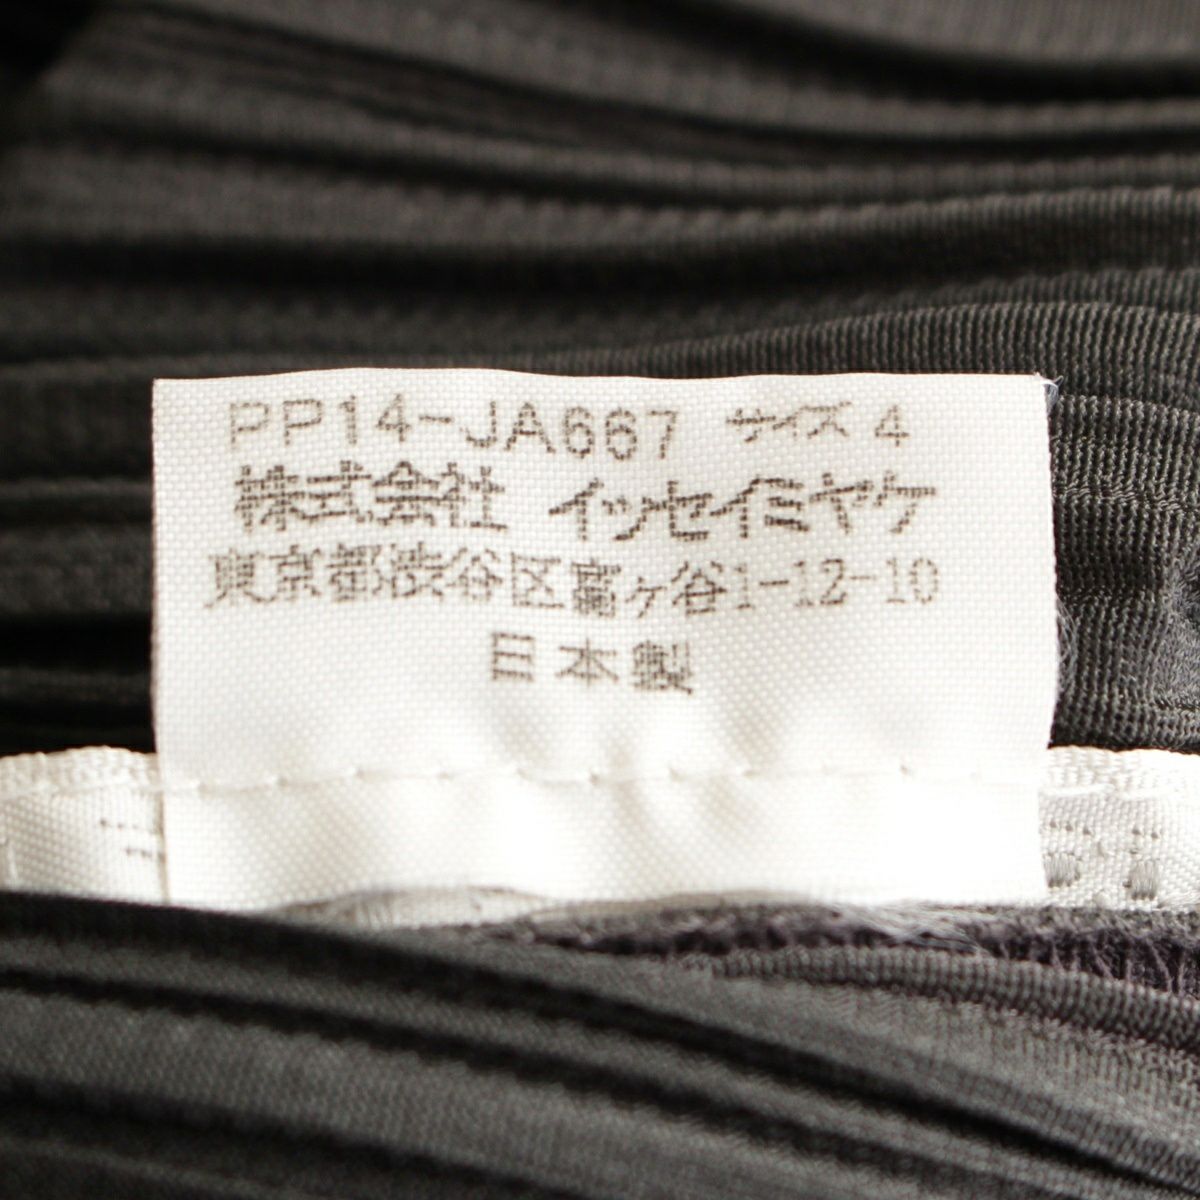 PP14-JA667 サイズ 4
株式会社 イッセイミヤケ
東京都渋谷区富ヶ谷1-12-10
日本製